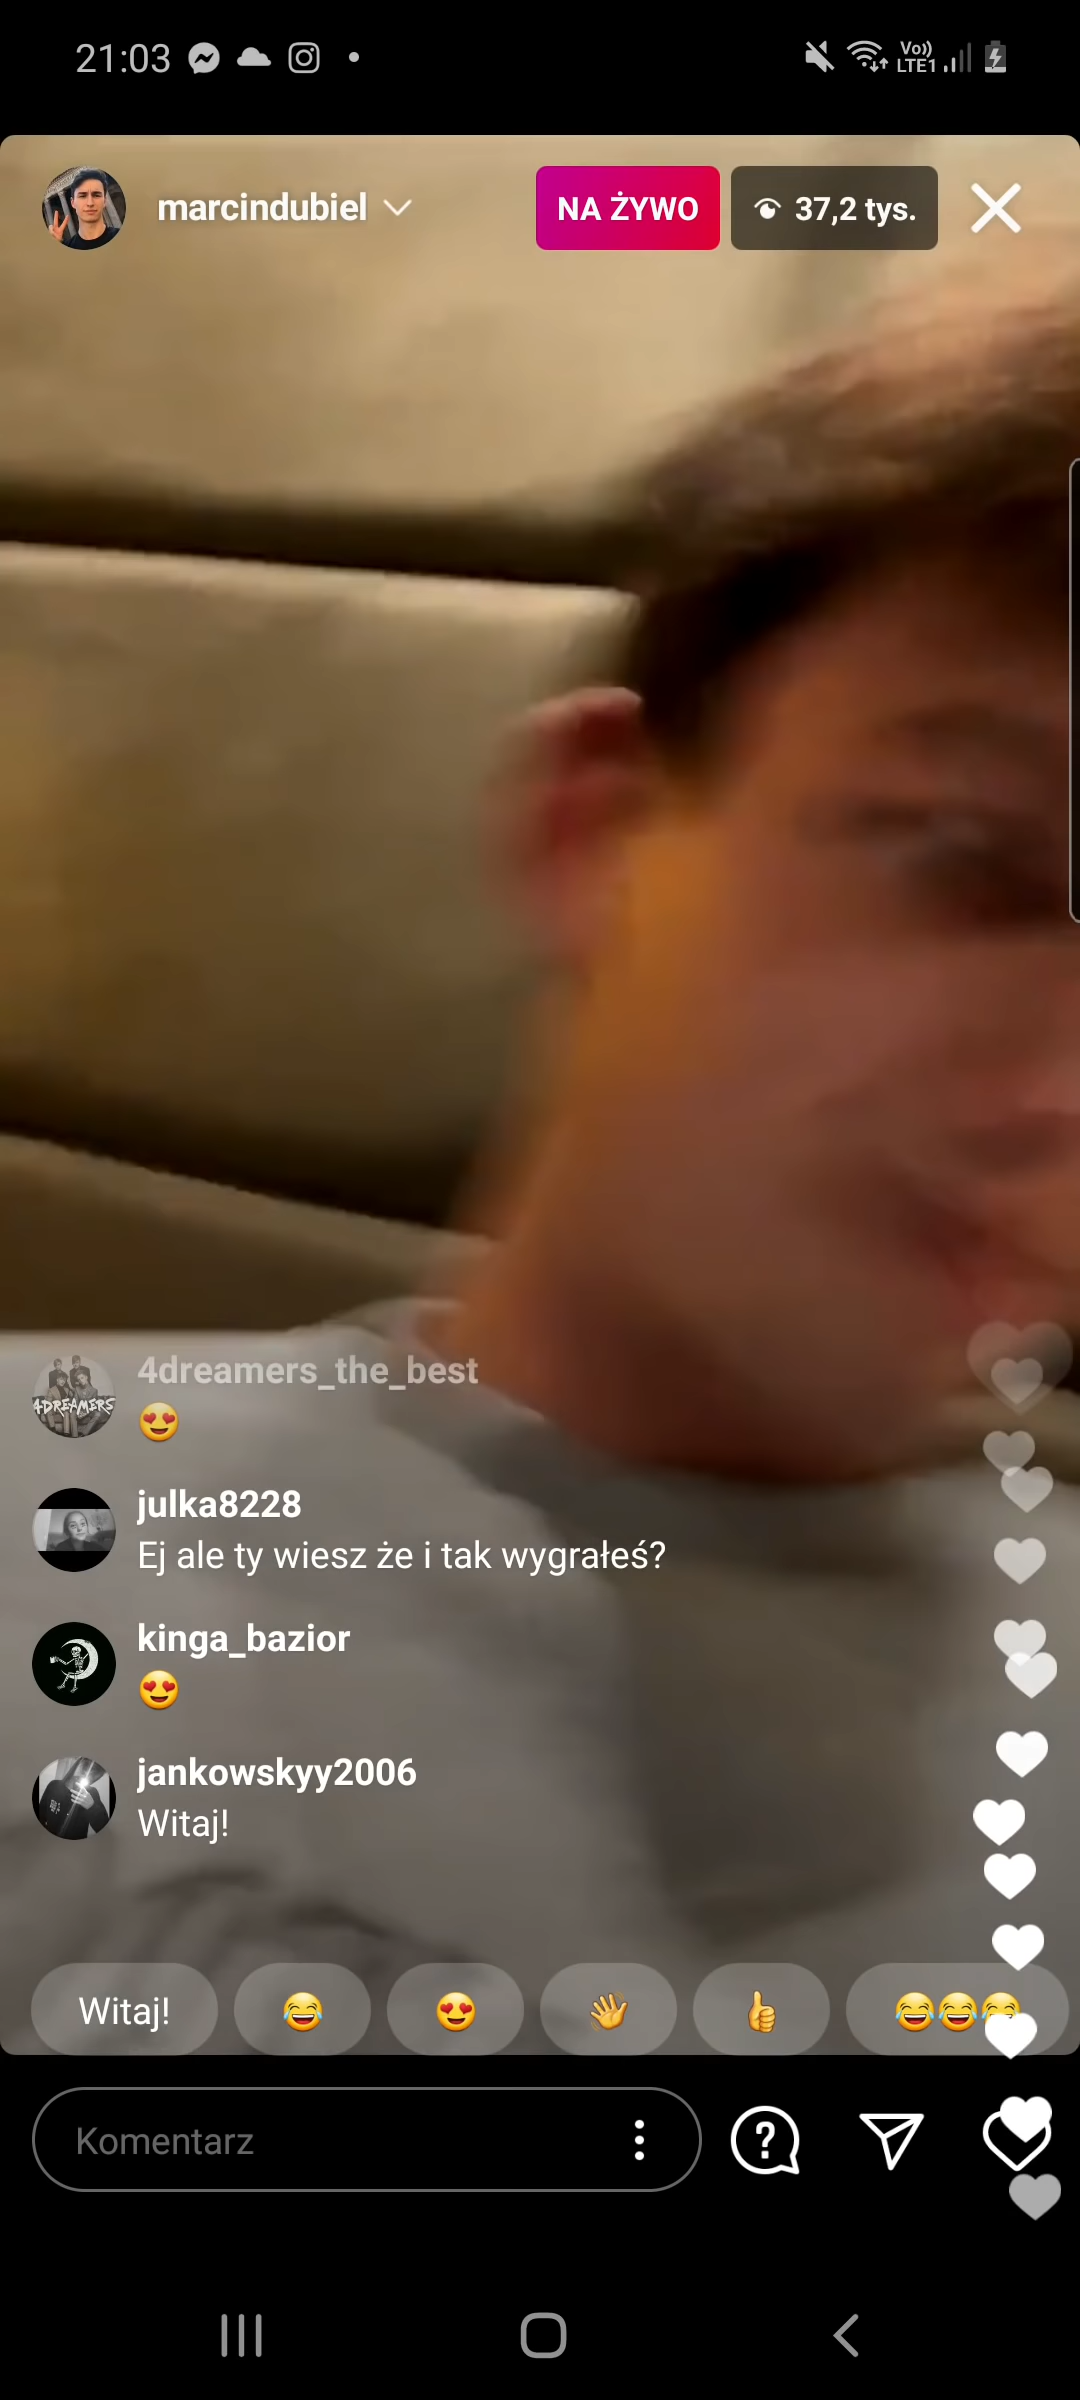 21:03
Vo))
LTE1
marcindubiel
NA ŻYWO
37,2 tys.
4dreamers_the_best
4DREAMERS
😍
julka8228
Ej ale ty wiesz że i tak wygrałeś?
kinga_bazior
😍
jankowskyy2006
Witaj!
Witaj! 😂 😍 👋 👍 😂😂😂
Komentarz